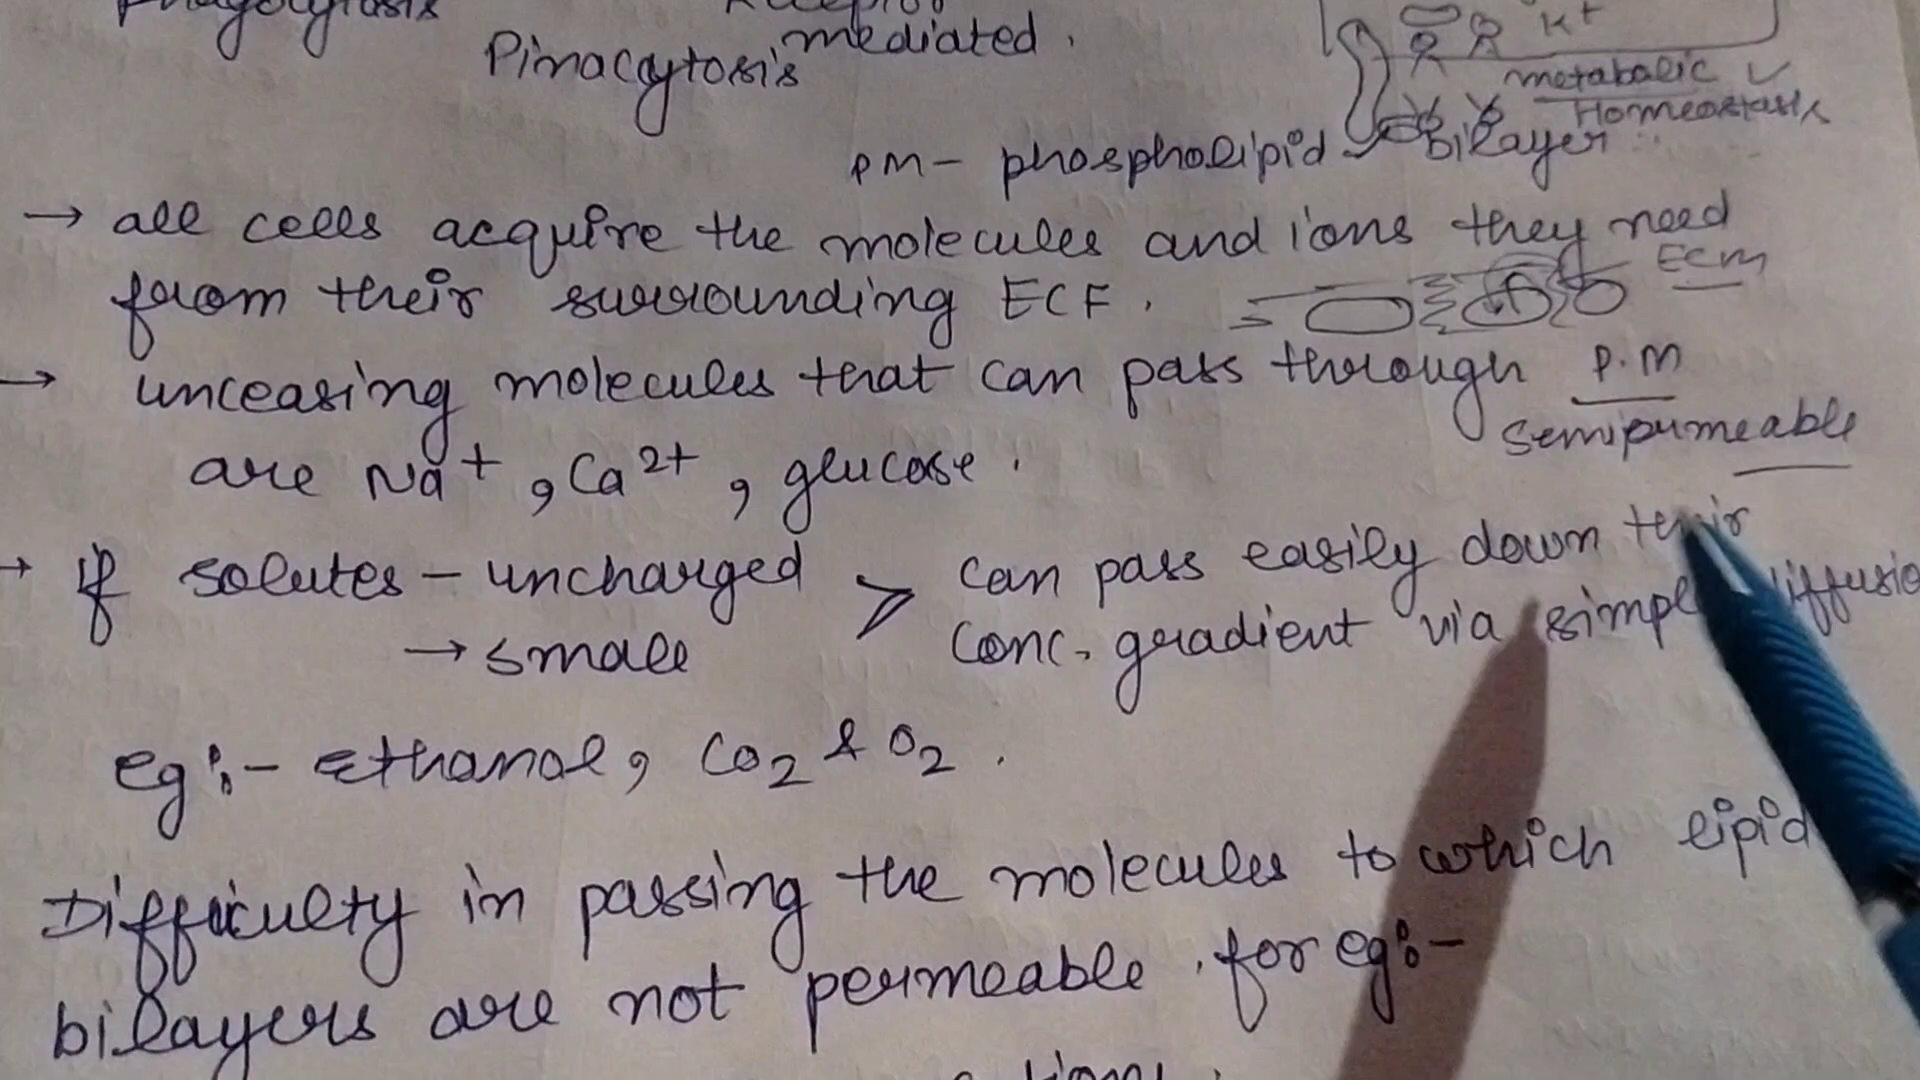 Phagocytosis
Pinacytosis mediated.
K+
metabolic ✓
Homeostasis
PM - phospholipid Bilayer
→ all cells acquire the molecules and ions they need
from their surrounding ECF.
ECM
→ unceasing molecules that can pass through P.M
Semipermeable
are Na+, Ca2+, glucose.
→ if solutes - uncharged > can pass easily down their
→ small conc. gradient via simple diffusio
eg:- Ethanol, CO2 & O2.
Difficulty in passing the molecules to which lipid
bilayers are not permeable. for eg:-